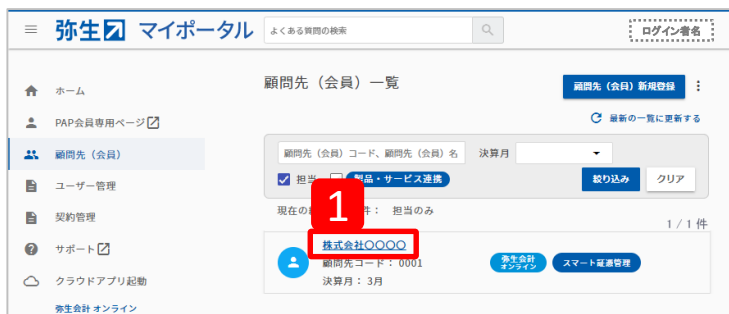 弥生 マイポータル
よくある質問の検索
ログイン者名
ホーム
PAP会員専用ページ
顧問先（会員）
ユーザー管理
契約管理
サポート
クラウドアプリ起動
弥生会計 オンライン
顧問先（会員）一覧
顧問先（会員）新規登録
最新の一覧に更新する
顧問先（会員）コード、顧問先（会員）名
決算月
担当
製品・サービス連携
絞り込み
クリア
1
現在の 件： 担当のみ
1 / 1 件
株式会社〇〇〇〇
顧問先コード： 0001
決算月： 3月
弥生会計
オンライン
スマート証憑管理